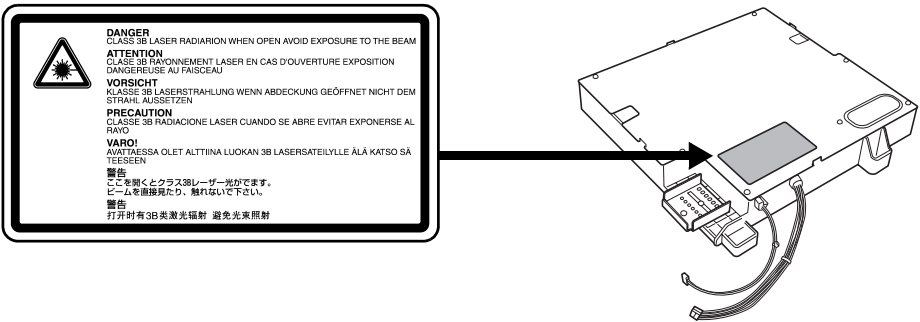 DANGER
CLASS 3B LASER RADIARION WHEN OPEN AVOID EXPOSURE TO THE BEAM
ATTENTION
CLASE 3B RAYONNEMENT LASER EN CAS D'OUVERTURE EXPOSITION
DANGEREUSE AU FAISCEAU
VORSICHT
KLASSE 3B LASERSTRAHLUNG WENN ABDECKUNG GEÖFFNET NICHT DEM
STRAHL AUSSETZEN
PRECAUTION
CLASSE 3B RADIACIONE LASER CUANDO SE ABRE EVITAR EXPONERSE AL
RAYO
VARO!
AVATTAESSA OLET ALTTIINA LUOKAN 3B LASERSATEILYLLE ÄLÄ KATSO SÄ
TEESEEN
警告
ここを開くとクラス3Bレーザー光がでます。
ビームを直接見たり、触れないで下さい。
警告
打开时有3B类激光辐射 避免光束照射